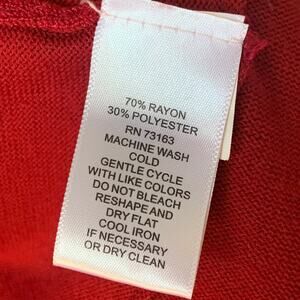 70% RAYON
30% POLYESTER
RN 73163
MACHINE WASH
COLD
GENTLE CYCLE
WITH LIKE COLORS
DO NOT BLEACH
RESHAPE AND
DRY FLAT
COOL IRON
IF NECESSARY
OR DRY CLEAN